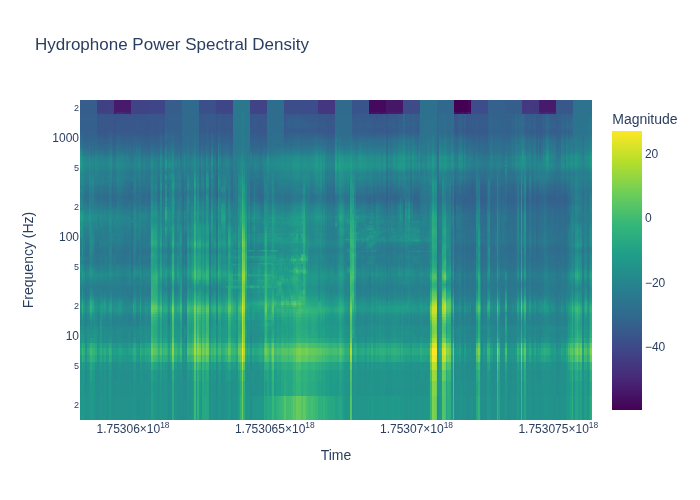 Hydrophone Power Spectral Density
Magnitude
20
0
−20
−40
2
1000
5
2
100
5
2
10
5
2
Frequency (Hz)
1.75306×10¹⁸ 1.753065×10¹⁸ 1.75307×10¹⁸ 1.753075×10¹⁸
Time